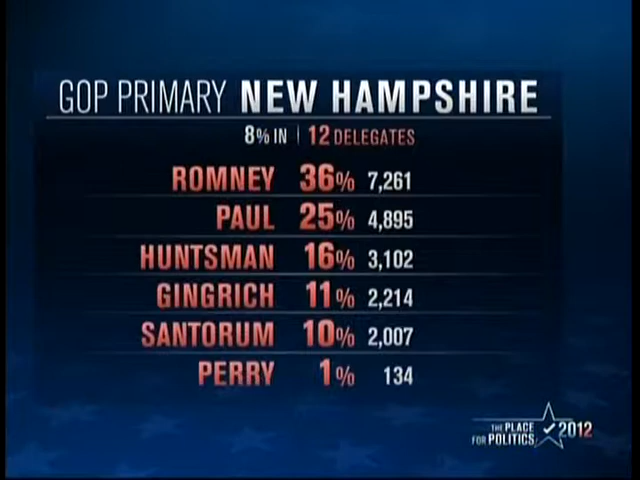 GOP PRIMARY NEW HAMPSHIRE
8% IN | 12 DELEGATES
ROMNEY 36% 7,261
PAUL 25% 4,895
HUNTSMAN 16% 3,102
GINGRICH 11% 2,214
SANTORUM 10% 2,007
PERRY 1% 134
THE PLACE
FOR POLITICS 2012